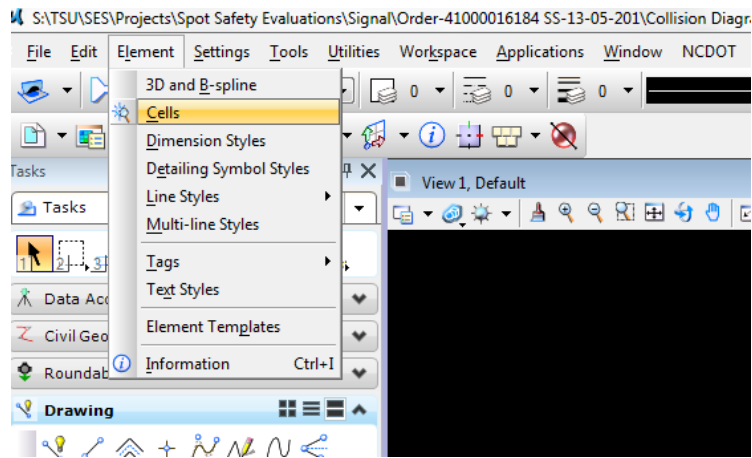 S:\TSU\SES\Projects\Spot Safety Evaluations\Signal\Order-41000016184 SS-13-05-201\Collision Diagra
File Edit Element Settings Tools Utilities Workspace Applications Window NCDOT
0 0 0
3D and B-spline
Cells
Dimension Styles
Detailing Symbol Styles
Line Styles
Multi-line Styles
Tags
Text Styles
Element Templates
Information Ctrl+I
Tasks
Tasks
1 2 3
Data Acc
Civil Geo
Roundab
Drawing
View 1, Default